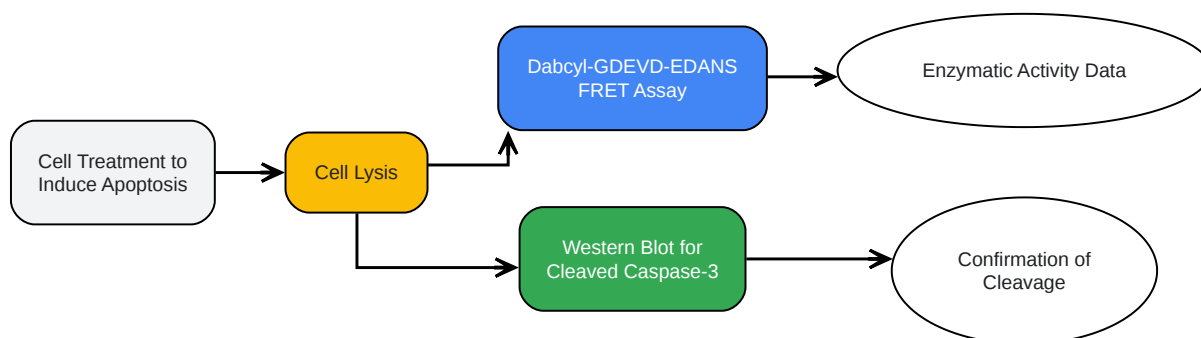 Cell Treatment to
Induce Apoptosis
Cell Lysis
Dabcyl-GDEVD-EDANS
FRET Assay
Enzymatic Activity Data
Western Blot for
Cleaved Caspase-3
Confirmation of
Cleavage